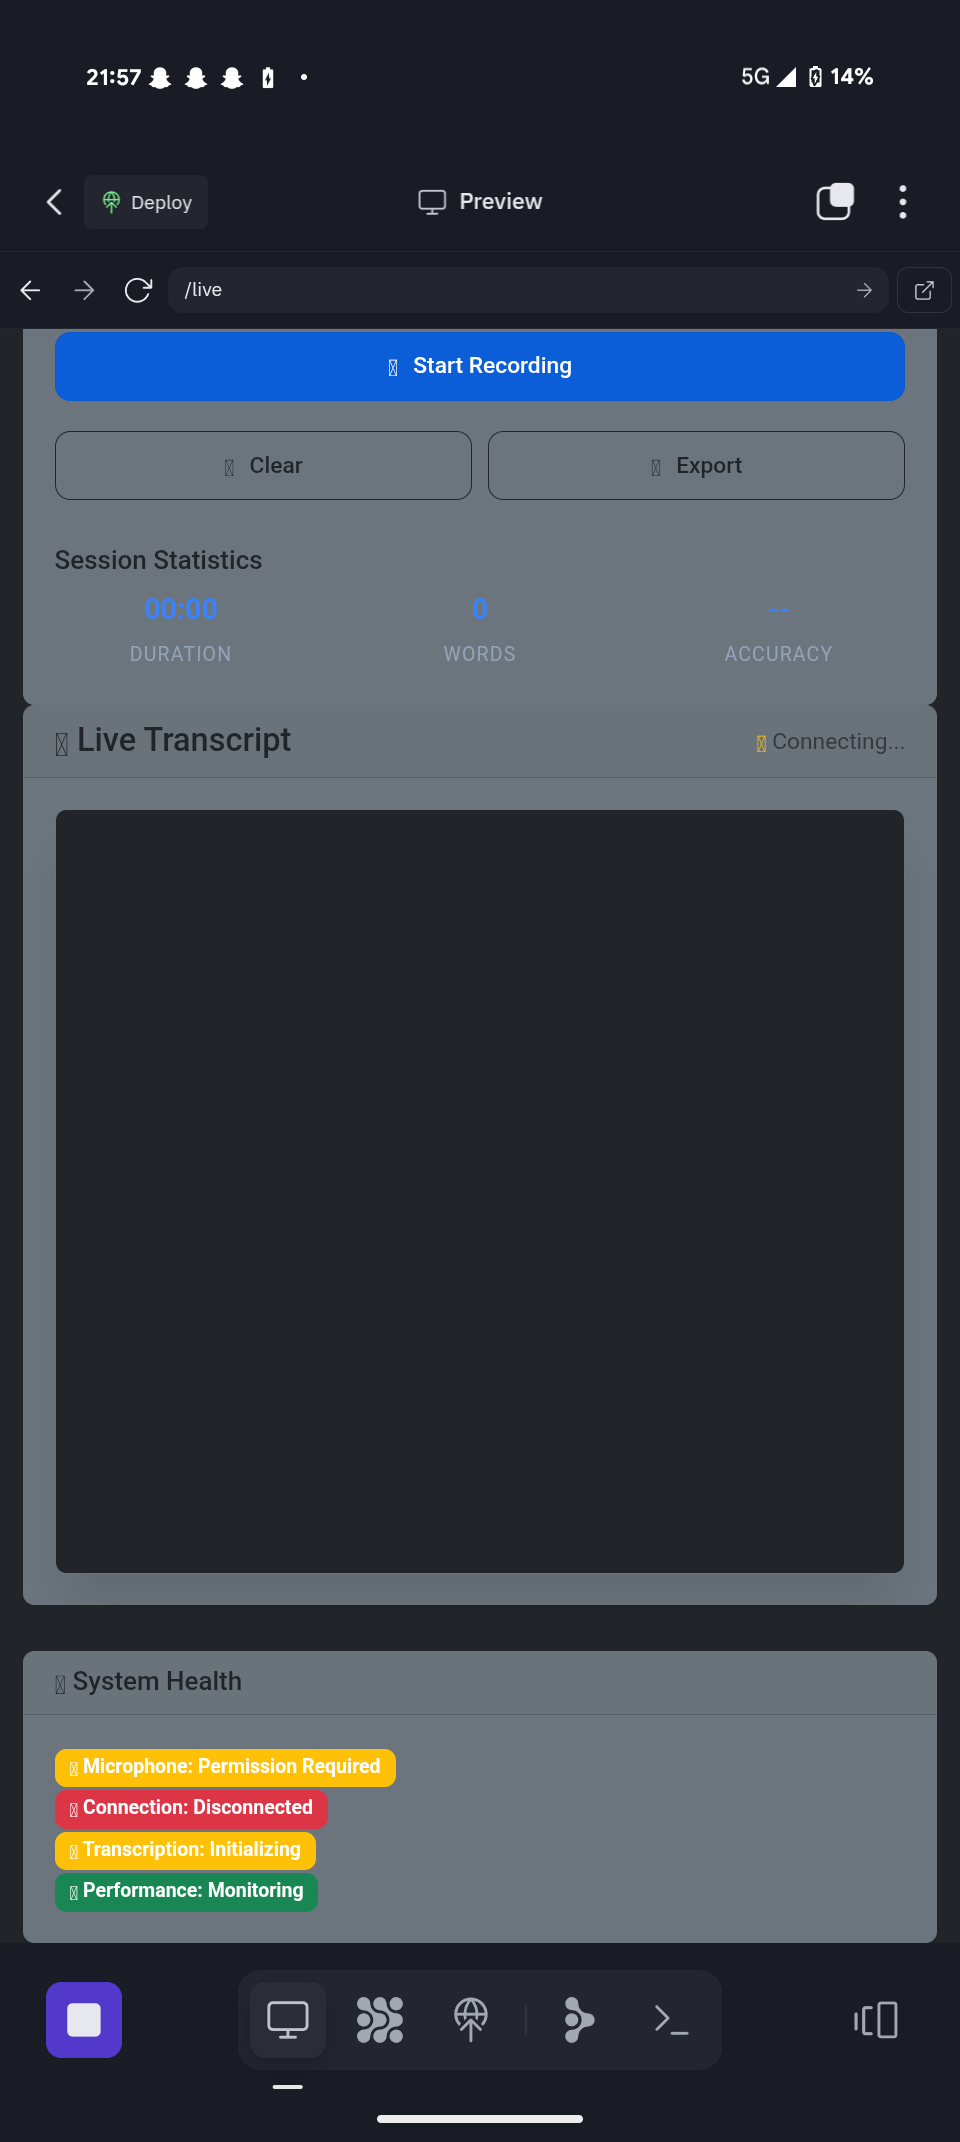 21:57 5G 14%
Deploy Preview
/live
Start Recording
Clear Export
Session Statistics
00:00 0 --
DURATION WORDS ACCURACY
Live Transcript Connecting...
System Health
Microphone: Permission Required
Connection: Disconnected
Transcription: Initializing
Performance: Monitoring